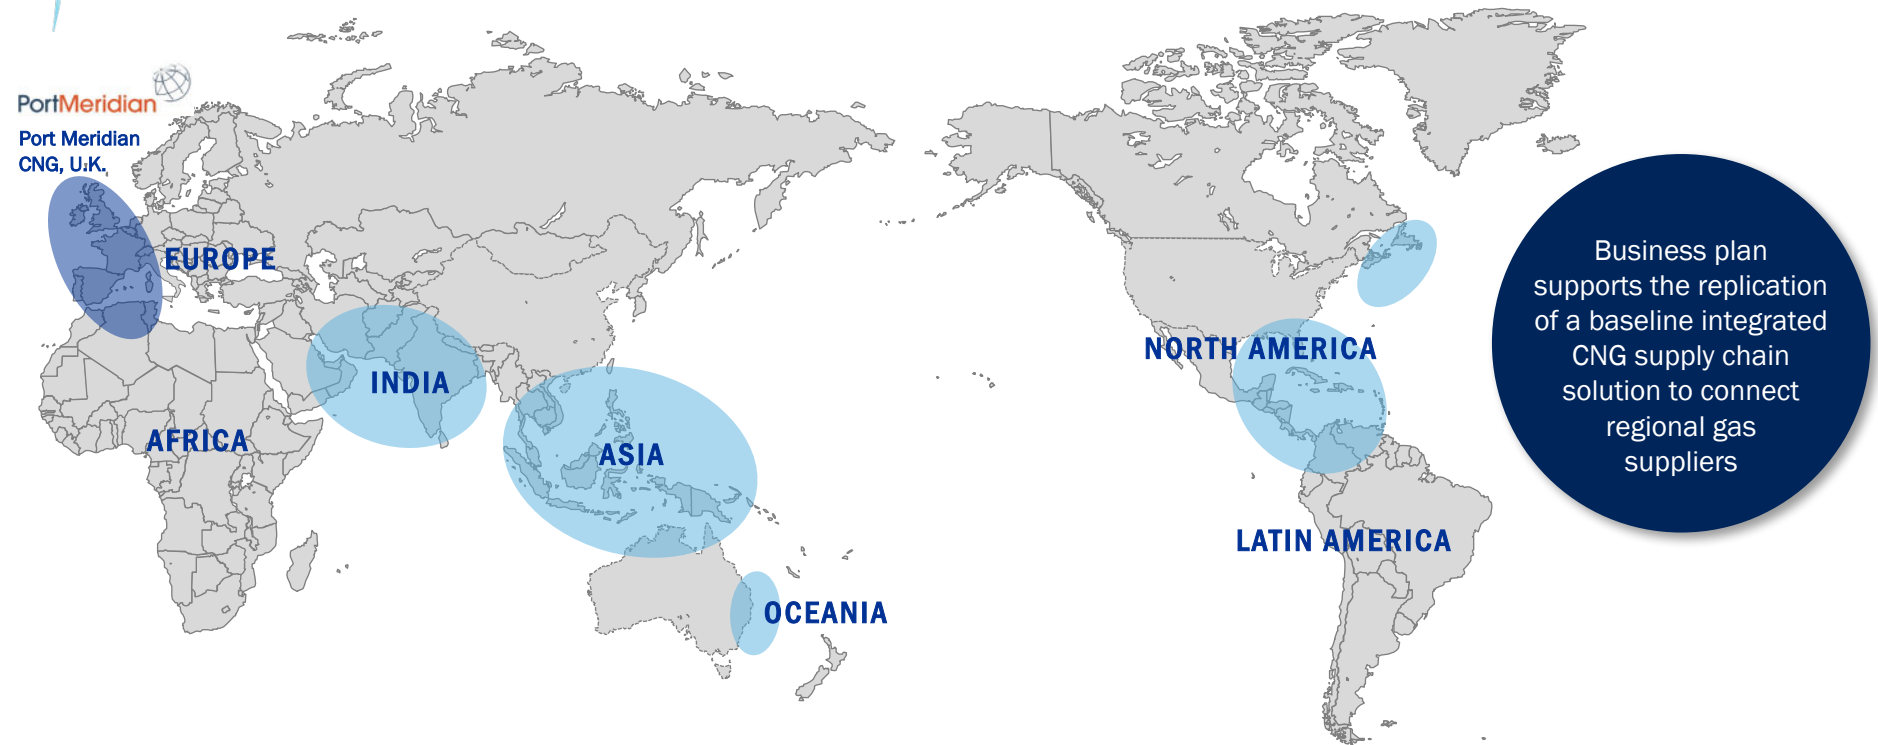 PortMeridian
Port Meridian
CNG, U.K.
EUROPE
INDIA
AFRICA
ASIA
OCEANIA
NORTH AMERICA
LATIN AMERICA
Business plan
supports the replication
of a baseline integrated
CNG supply chain
solution to connect
regional gas
suppliers